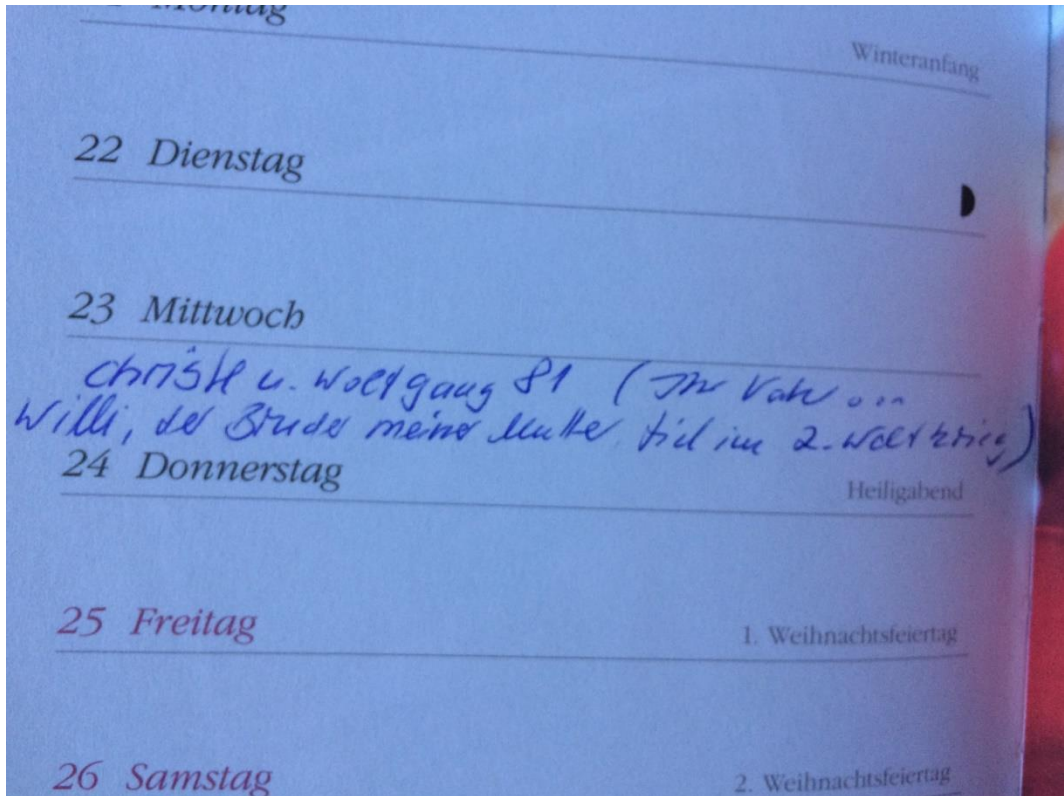 Montag
Winteranfang
22 Dienstag
23 Mittwoch
Christl u. Wolfgang 81 (Ihr Vater ...
Willi, der Bruder meiner Mutter fiel im 2. Weltkrieg)
24 Donnerstag
Heiligabend
25 Freitag
1. Weihnachtsfeiertag
26 Samstag
2. Weihnachtsfeiertag